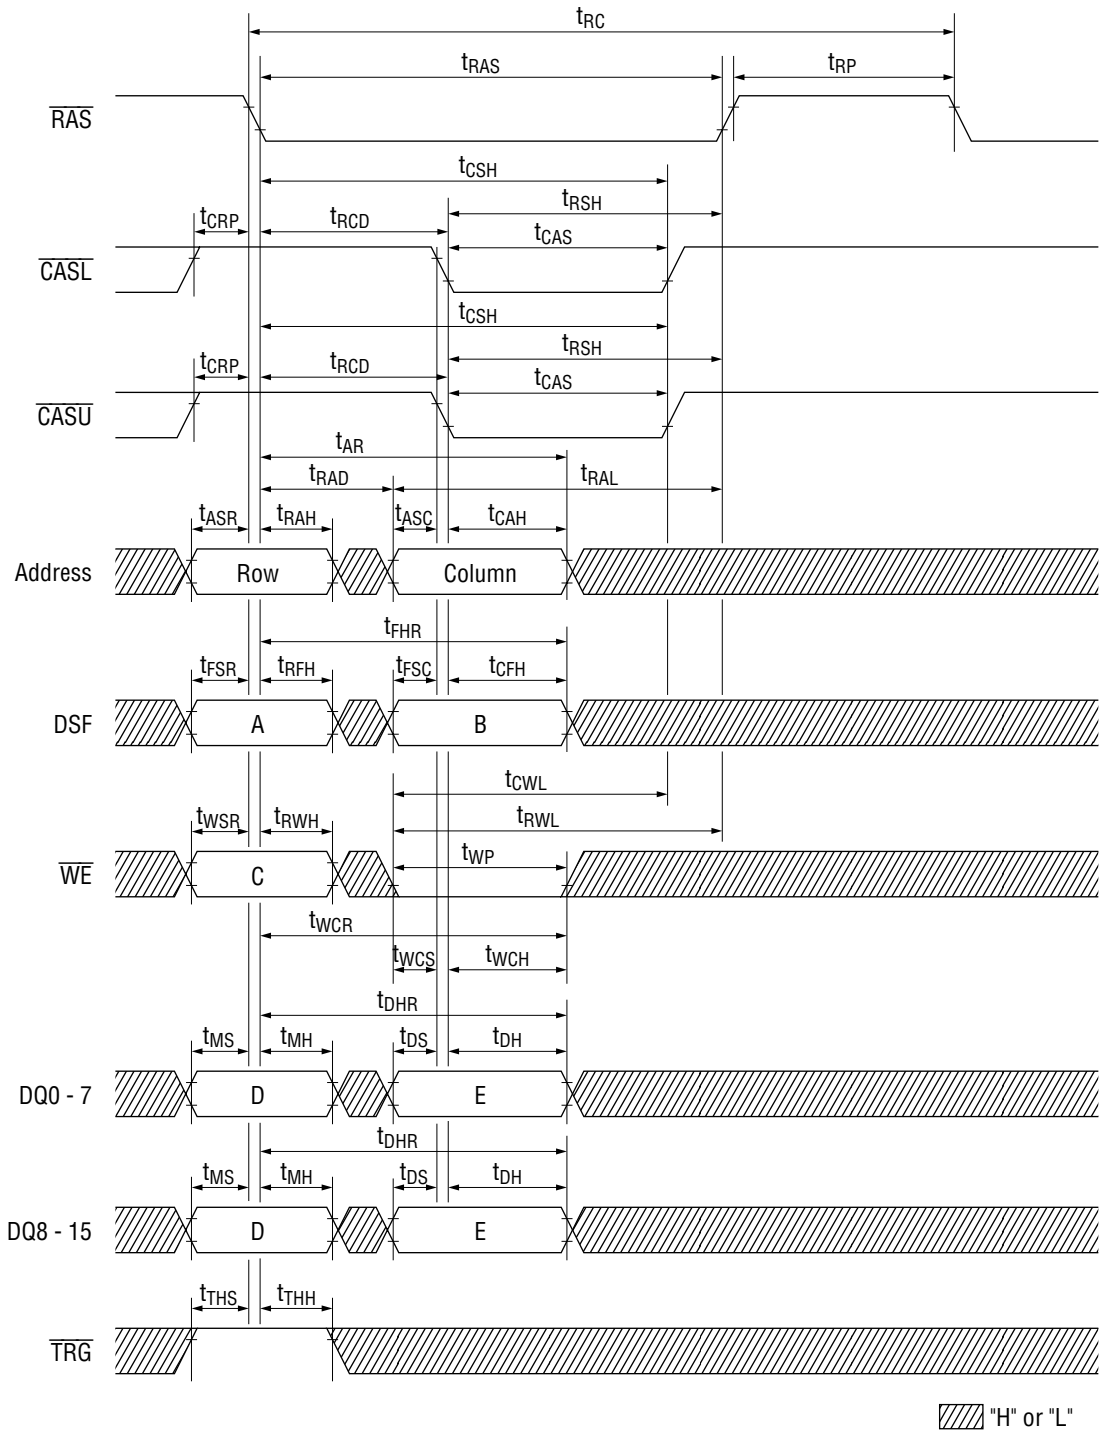 tRC
tRAS tRP
RAS
tCSH
tRSH
tCRP tRCD
tCAS
CASL
tCSH
tRSH
tCRP tRCD
tCAS
CASU
tAR
tRAD tRAL
tASR tRAH tASC tCAH
Address Row Column
tFHR
tFSR tRFH tFSC tCFH
DSF A B
tCWL
tWSR tRWH tRWL
tWP
WE C
tWCR
tWCS tWCH
tDHR
tMS tMH tDS tDH
DQ0 - 7 D E
tDHR
tMS tMH tDS tDH
DQ8 - 15 D E
tTHS tTHH
TRG
"H" or "L"